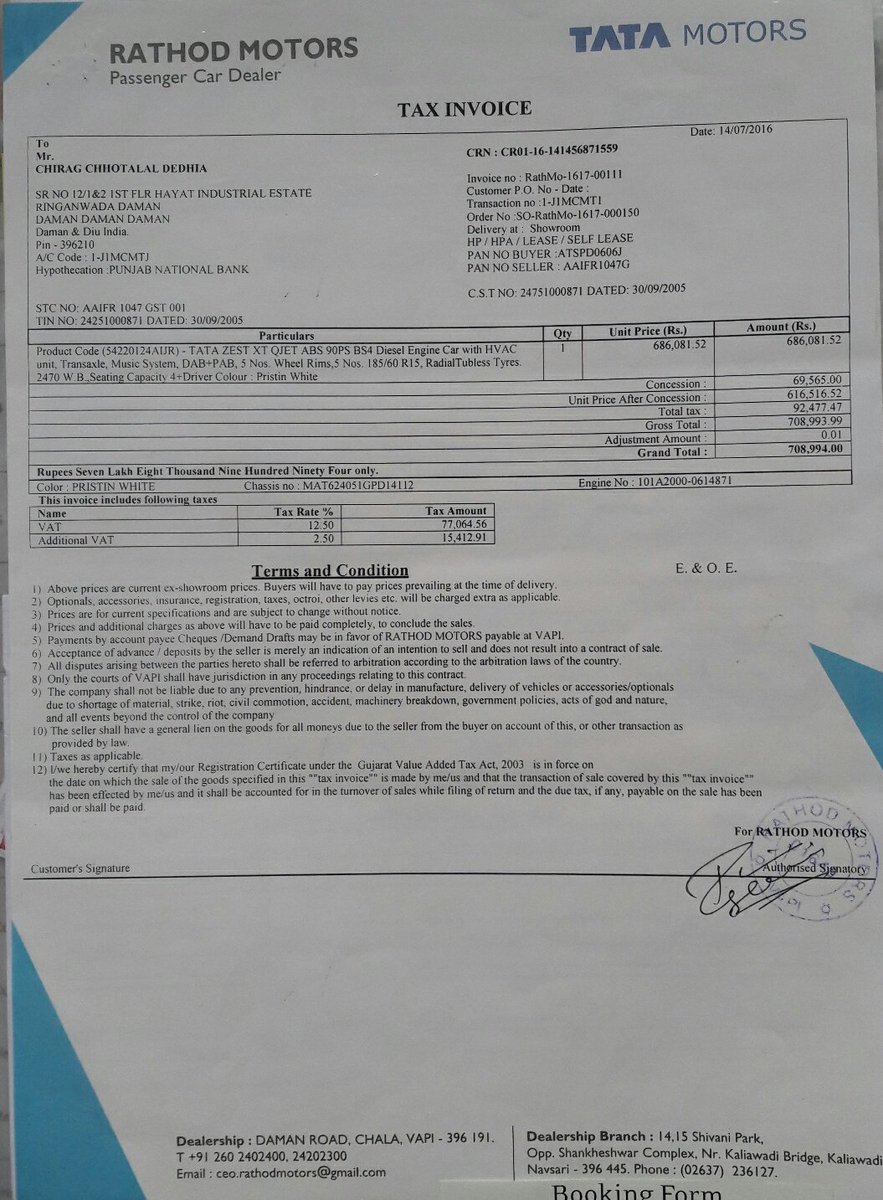 RATHOD MOTORS
Passenger Car Dealer
TATA MOTORS
TAX INVOICE
Date: 14/07/2016
To
Mr.
CHIRAG CHHOTALAL DEDHIA
SR NO 12/1&2 1ST FLR HAYAT INDUSTRIAL ESTATE
RINGANWADA DAMAN
DAMAN DAMAN DAMAN
Daman & Diu India.
Pin - 396210
A/C Code : 1-J1MCMTJ
Hypothecation :PUNJAB NATIONAL BANK
STC NO: AAIFR 1047 GST 001
TIN NO: 24251000871 DATED: 30/09/2005
CRN : CR01-16-141456871559
Invoice no : RathMo-1617-00111
Customer P.O. No - Date :
Transaction no :1-J1MCMT1
Order No :SO-RathMo-1617-000150
Delivery at : Showroom
HP / HPA / LEASE / SELF LEASE
PAN NO BUYER :ATSPD0606J
PAN NO SELLER : AAIFR1047G
C.S.T NO: 24751000871 DATED: 30/09/2005
Particulars Qty Unit Price (Rs.) Amount (Rs.)
Product Code (54220124AIJR) - TATA ZEST XT QJET ABS 90PS BS4 Diesel Engine Car with HVAC 1 686,081.52 686,081.52
unit, Transaxle, Music System, DAB+PAB, 5 Nos. Wheel Rims,5 Nos. 185/60 R15, RadialTubless Tyres.
2470 W.B.,Seating Capacity 4+Driver Colour : Pristin White
Concession : 69,565.00
Unit Price After Concession : 616,516.52
Total tax : 92,477.47
Gross Total : 708,993.99
Adjustment Amount : 0.01
Grand Total : 708,994.00
Rupees Seven Lakh Eight Thousand Nine Hundred Ninety Four only.
Color : PRISTIN WHITE Chassis no : MAT624051GPD14112 Engine No : 101A2000-0614871
This invoice includes following taxes
Name Tax Rate % Tax Amount
VAT 12.50 77,064.56
Additional VAT 2.50 15,412.91
Terms and Condition
E. & O. E.
1) Above prices are current ex-showroom prices. Buyers will have to pay prices prevailing at the time of delivery.
2) Optionals, accessories, insurance, registration, taxes, octroi, other levies etc. will be charged extra as applicable.
3) Prices are for current specifications and are subject to change without notice.
4) Prices and additional charges as above will have to be paid completely, to conclude the sales.
5) Payments by account payee Cheques /Demand Drafts may be in favor of RATHOD MOTORS payable at VAPI.
6) Acceptance of advance / deposits by the seller is merely an indication of an intention to sell and does not result into a contract of sale.
7) All disputes arising between the parties hereto shall be referred to arbitration according to the arbitration laws of the country.
8) Only the courts of VAPI shall have jurisdiction in any proceedings relating to this contract.
9) The company shall not be liable due to any prevention, hindrance, or delay in manufacture, delivery of vehicles or accessories/optionals
due to shortage of material, strike, riot, civil commotion, accident, machinery breakdown, government policies, acts of god and nature,
and all events beyond the control of the company
10) The seller shall have a general lien on the goods for all moneys due to the seller from the buyer on account of this, or other transaction as
provided by law.
11) Taxes as applicable.
12) I/we hereby certify that my/our Registration Certificate under the Gujarat Value Added Tax Act, 2003 is in force on
the date on which the sale of the goods specified in this ""tax invoice"" is made by me/us and that the transaction of sale covered by this ""tax invoice""
has been effected by me/us and it shall be accounted for in the turnover of sales while filing of return and the due tax, if any, payable on the sale has been
paid or shall be paid.
For RATHOD MOTORS
RATHOD MOTORS
Customer's Signature
Authorised Signatory
Dealership : DAMAN ROAD, CHALA, VAPI - 396 191.
T +91 260 2402400, 24202300
Email : ceo.rathodmotors@gmail.com
Dealership Branch : 14,15 Shivani Park,
Opp. Shankheshwar Complex, Nr. Kaliawadi Bridge, Kaliawadi
Navsari - 396 445. Phone : (02637) 236127.
Booking Form